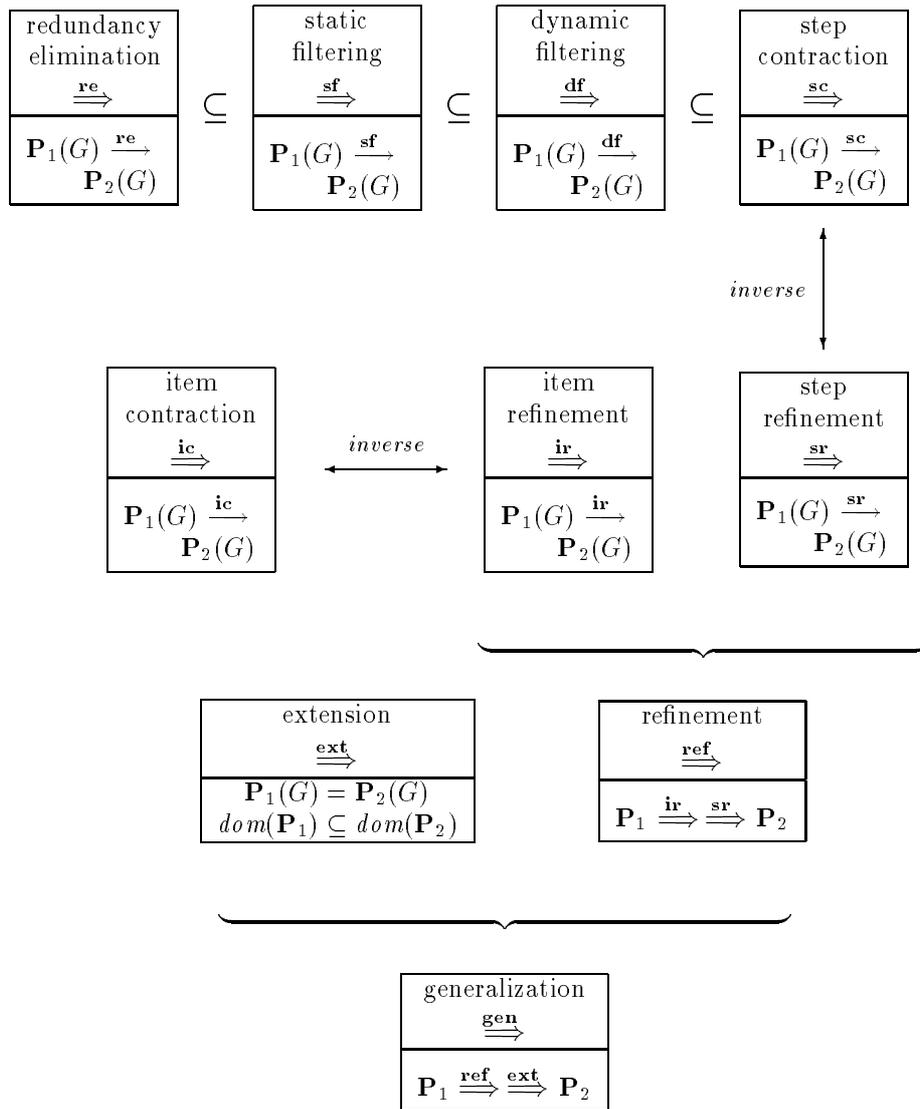 redundancy
elimination
re
⟹
P₁(G) re⟶
P₂(G)
⊆
static
filtering
sf
⟹
P₁(G) sf⟶
P₂(G)
⊆
dynamic
filtering
df
⟹
P₁(G) df⟶
P₂(G)
⊆
step
contraction
sc
⟹
P₁(G) sc⟶
P₂(G)
inverse
item
contraction
ic
⟹
P₁(G) ic⟶
P₂(G)
inverse
item
refinement
ir
⟹
P₁(G) ir⟶
P₂(G)
step
refinement
sr
⟹
P₁(G) sr⟶
P₂(G)
extension
ext
⟹
P₁(G) = P₂(G)
dom(P₁) ⊆ dom(P₂)
refinement
ref
⟹
P₁ ir⟹ sr⟹ P₂
generalization
gen
⟹
P₁ ref⟹ ext⟹ P₂